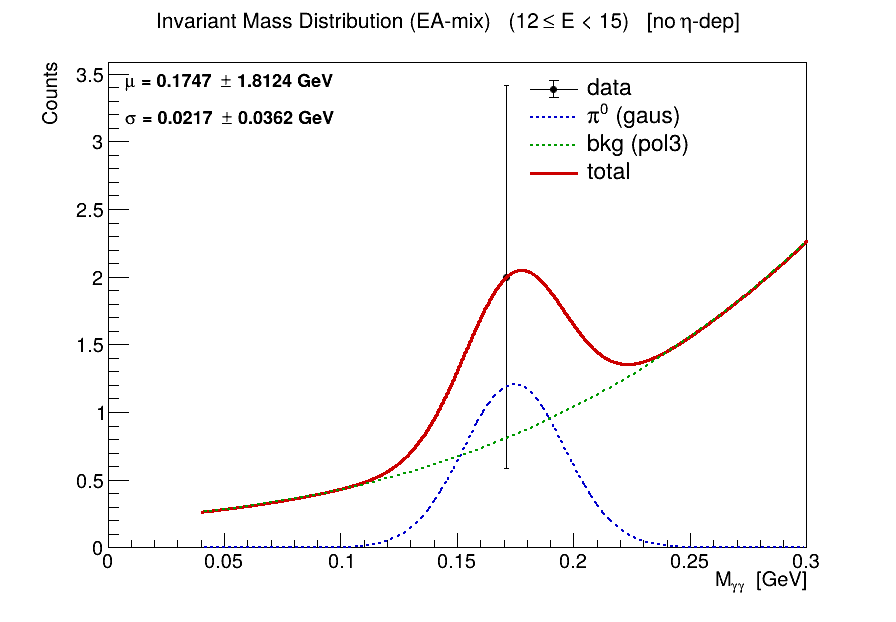 Invariant Mass Distribution (EA-mix) (12 ≤ E < 15) [no η-dep]
Counts
μ = 0.1747 ± 1.8124 GeV
σ = 0.0217 ± 0.0362 GeV
data
π⁰ (gaus)
bkg (pol3)
total
3.5
3
2.5
2
1.5
1
0.5
0
0 0.05 0.1 0.15 0.2 0.25 0.3
Mγγ [GeV]